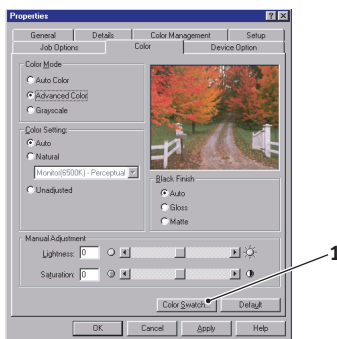 Properties
General Details Color Management Setup
Job Options Color Device Option
Color Mode
Auto Color
Advanced Color
Grayscale
Color Setting:
Auto
Natural
Monitor(6500K) - Perceptual
Unadjusted
Black Finish
Auto
Gloss
Matte
Manual Adjustment
Lightness: 0
Saturation: 0
1
Color Swatch... Default
OK Cancel Apply Help